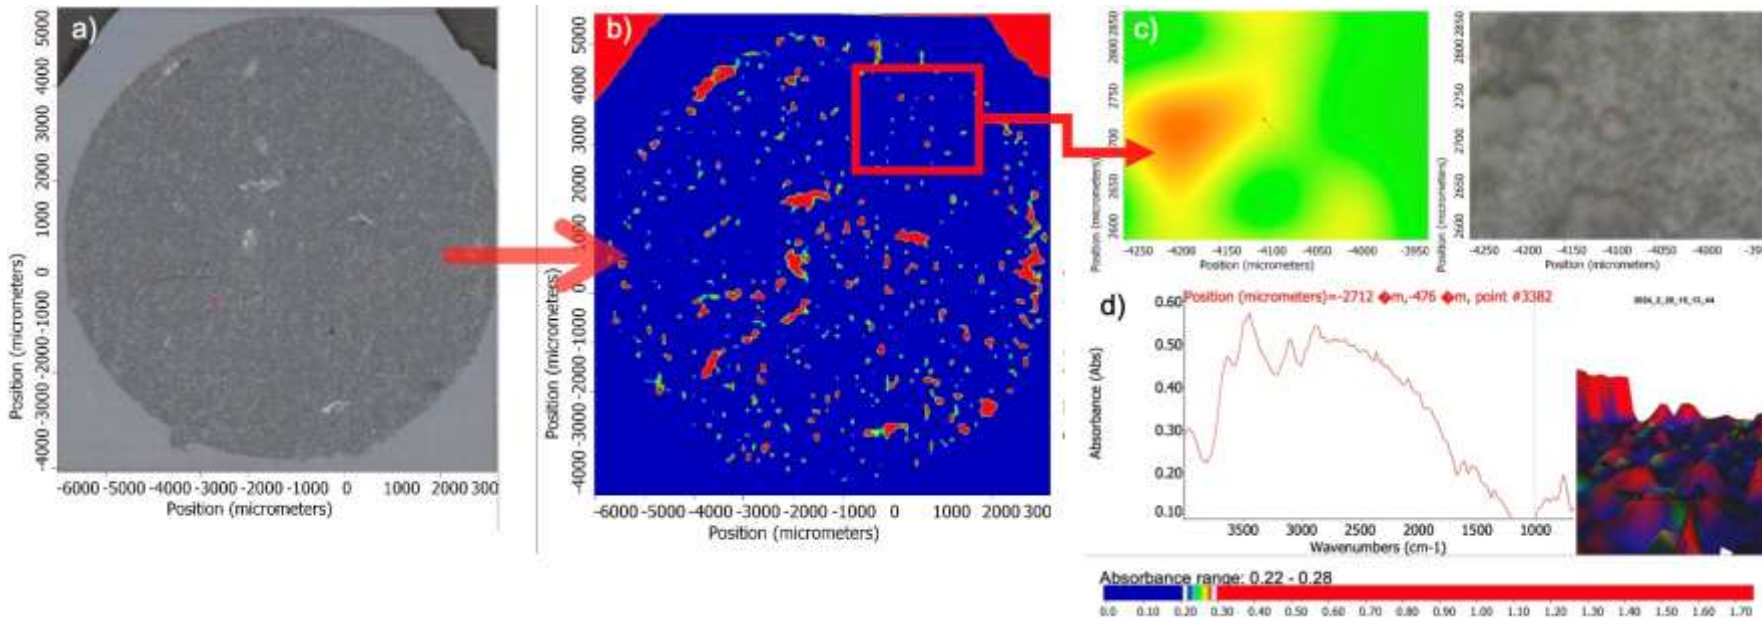 a)
5000
4000
3000
2000
1000
0
-1000
-2000
-3000
-4000
Position (micrometers)
-6000 -5000 -4000 -3000 -2000 -1000 0 1000 2000 300
Position (micrometers)
b)
5000
4000
3000
2000
1000
0
-1000
-2000
-3000
-4000
Position (micrometers)
-6000 -5000 -4000 -3000 -2000 -1000 0 1000 2000 300
Position (micrometers)
c)
2850
2800
2750
2700
2650
2600
Position (micrometers)
-4250 -4200 -4150 -4100 -4050 -4000 -3950
Position (micrometers)
2850
2800
2750
2700
2650
2600
Position (micrometers)
-4250 -4200 -4150 -4100 -4050 -4000
Position (micrometers)
d)
Position (micrometers)=-2712 �m,-476 �m, point #3382
0.60
0.50
0.40
0.30
0.20
0.10
Absorbance (Abs)
3500 3000 2500 2000 1500 1000
Wavenumbers (cm-1)
Absorbance range: 0.22 - 0.28
0.0 0.10 0.20 0.30 0.40 0.50 0.60 0.70 0.80 0.90 1.00 1.10 1.20 1.30 1.40 1.50 1.60 1.70